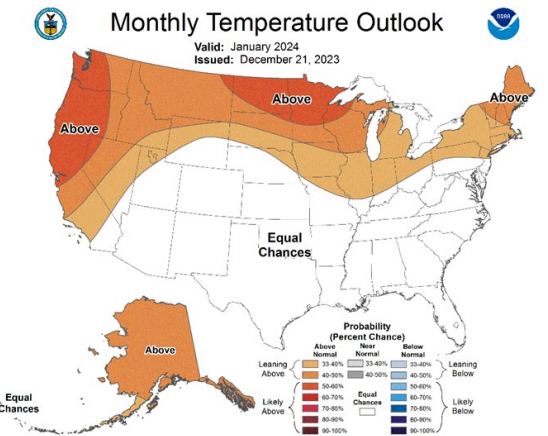 Monthly Temperature Outlook
NOAA
Valid: January 2024
Issued: December 21, 2023
Above
Above
Above
Equal
Chances
Above
Equal
Chances
Probability
(Percent Chance)
Above
Normal
Near
Normal
Below
Normal
Leaning
Above
33-40%
33-40%
33-40%
Leaning
Below
40-50%
40-50%
40-50%
50-60%
50-60%
Likely
Above
60-70%
Equal
Chances
60-70%
Likely
Below
70-80%
70-80%
80-90%
80-90%
90-100%
90-100%